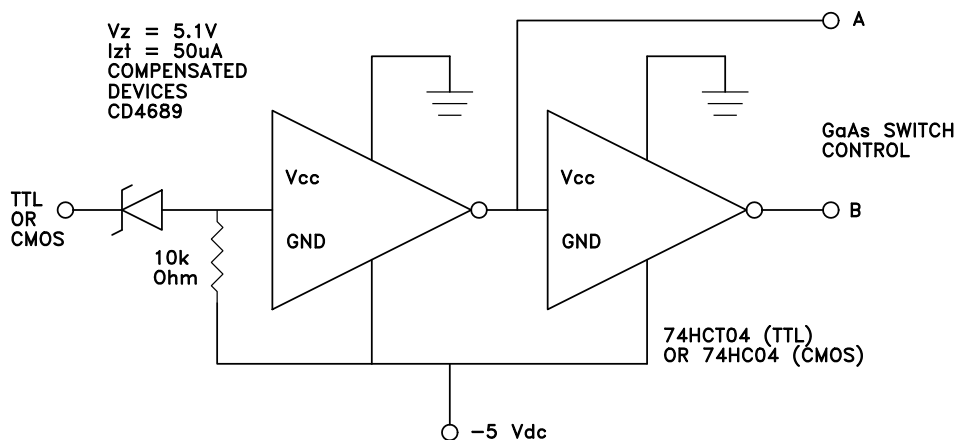 Vz = 5.1V
Izt = 50uA
COMPENSATED
DEVICES
CD4689
A
GaAs SWITCH
CONTROL
Vcc
Vcc
TTL
OR
CMOS
B
GND
GND
10k
Ohm
74HCT04 (TTL)
OR 74HC04 (CMOS)
-5 Vdc